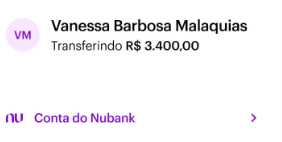 VM
Vanessa Barbosa Malaquias
Transferindo R$ 3.400,00
nu Conta do Nubank